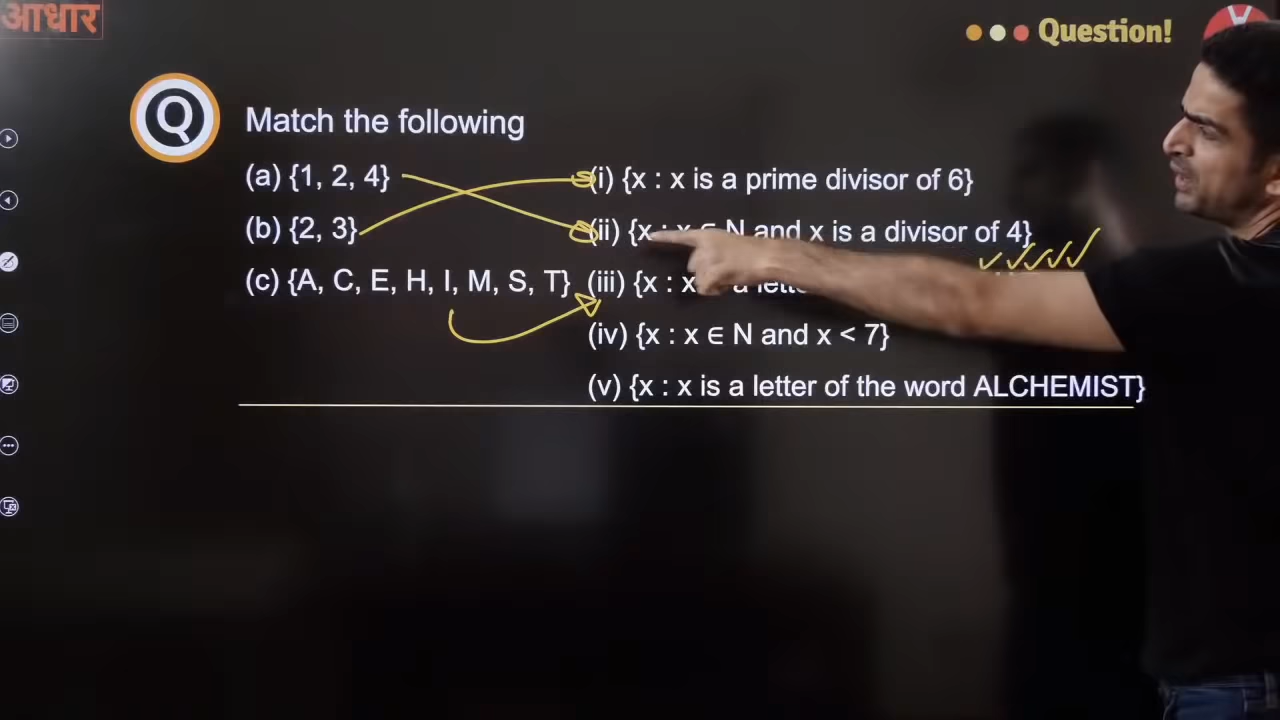 आधार
Question!
Q
Match the following
(a) {1, 2, 4}
(i) {x : x is a prime divisor of 6}
(b) {2, 3}
(ii) {x : x ∈ N and x is a divisor of 4}
(c) {A, C, E, H, I, M, S, T}
(iii) {x : x a
(iv) {x : x ∈ N and x < 7}
(v) {x : x is a letter of the word ALCHEMIST}